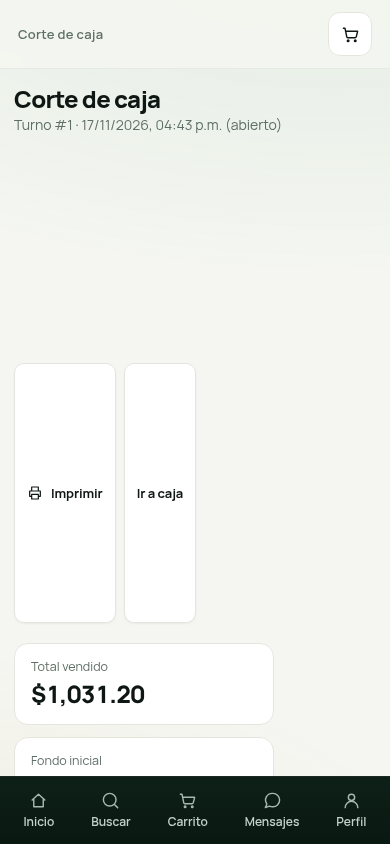 Corte de caja
Corte de caja
Turno #1 · 17/11/2026, 04:43 p.m. (abierto)
Imprimir
Ir a caja
Total vendido
$1,031.20
Fondo inicial
Inicio
Buscar
Carrito
Mensajes
Perfil